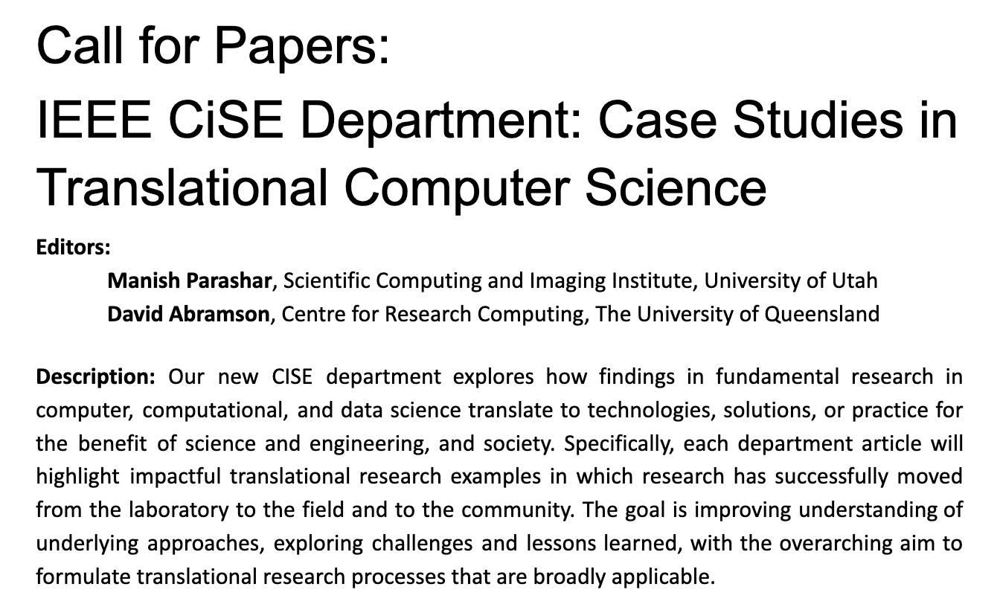 Call for Papers:
IEEE CiSE Department: Case Studies in
Translational Computer Science
Editors:
Manish Parashar, Scientific Computing and Imaging Institute, University of Utah
David Abramson, Centre for Research Computing, The University of Queensland
Description: Our new CISE department explores how findings in fundamental research in
computer, computational, and data science translate to technologies, solutions, or practice for
the benefit of science and engineering, and society. Specifically, each department article will
highlight impactful translational research examples in which research has successfully moved
from the laboratory to the field and to the community. The goal is improving understanding of
underlying approaches, exploring challenges and lessons learned, with the overarching aim to
formulate translational research processes that are broadly applicable.